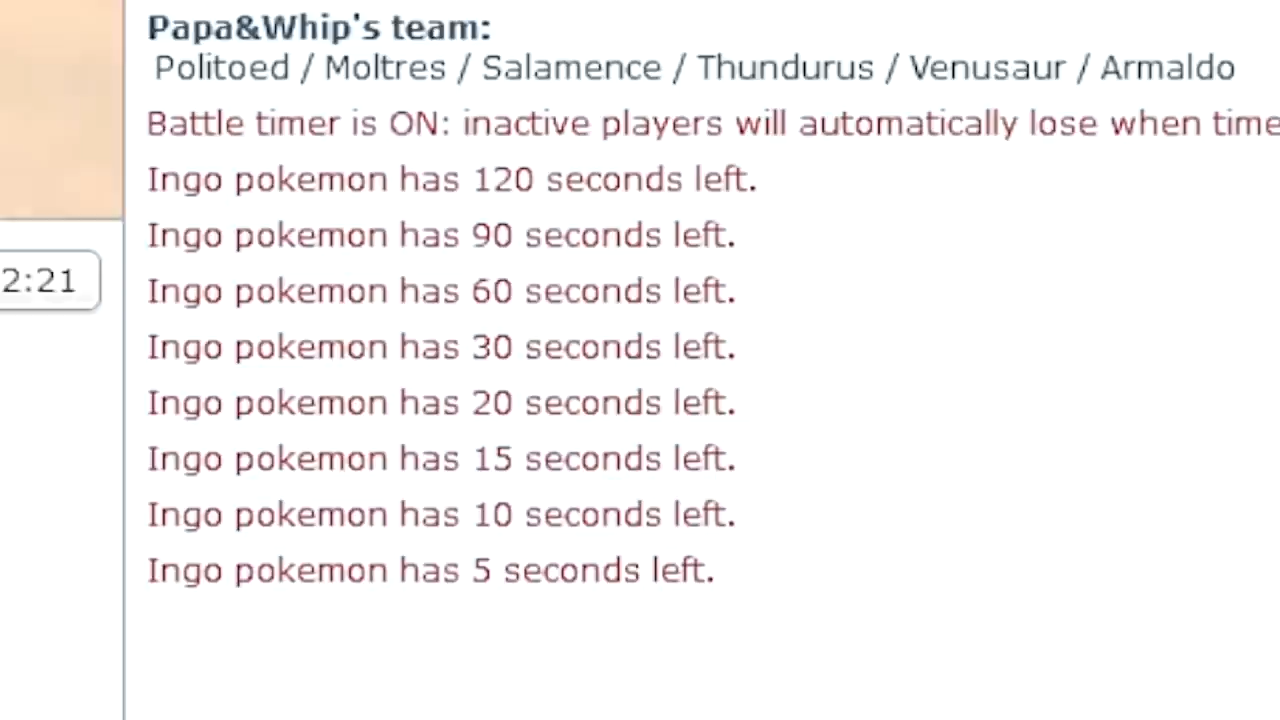 Papa&Whip's team:
Politoed / Moltres / Salamence / Thundurus / Venusaur / Armaldo
Battle timer is ON: inactive players will automatically lose when time
Ingo pokemon has 120 seconds left.
Ingo pokemon has 90 seconds left.
2:21
Ingo pokemon has 60 seconds left.
Ingo pokemon has 30 seconds left.
Ingo pokemon has 20 seconds left.
Ingo pokemon has 15 seconds left.
Ingo pokemon has 10 seconds left.
Ingo pokemon has 5 seconds left.